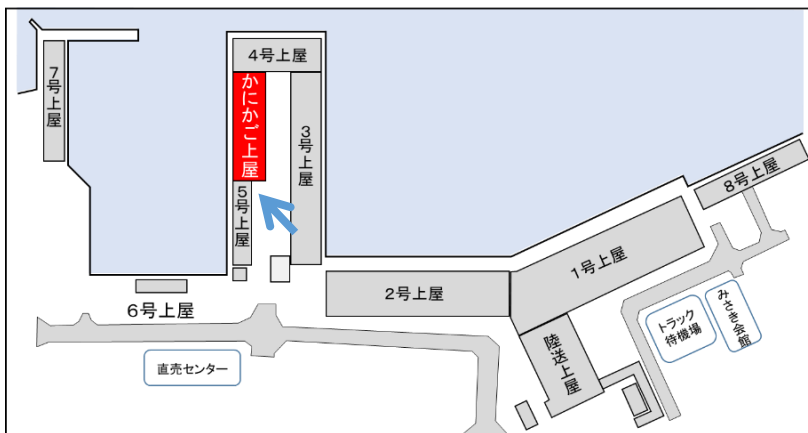 4号上屋
7号上屋
かにかご上屋
3号上屋
5号上屋
8号上屋
1号上屋
2号上屋
6号上屋
陸送上屋
トラック
待機場
みさき会館
直売センター